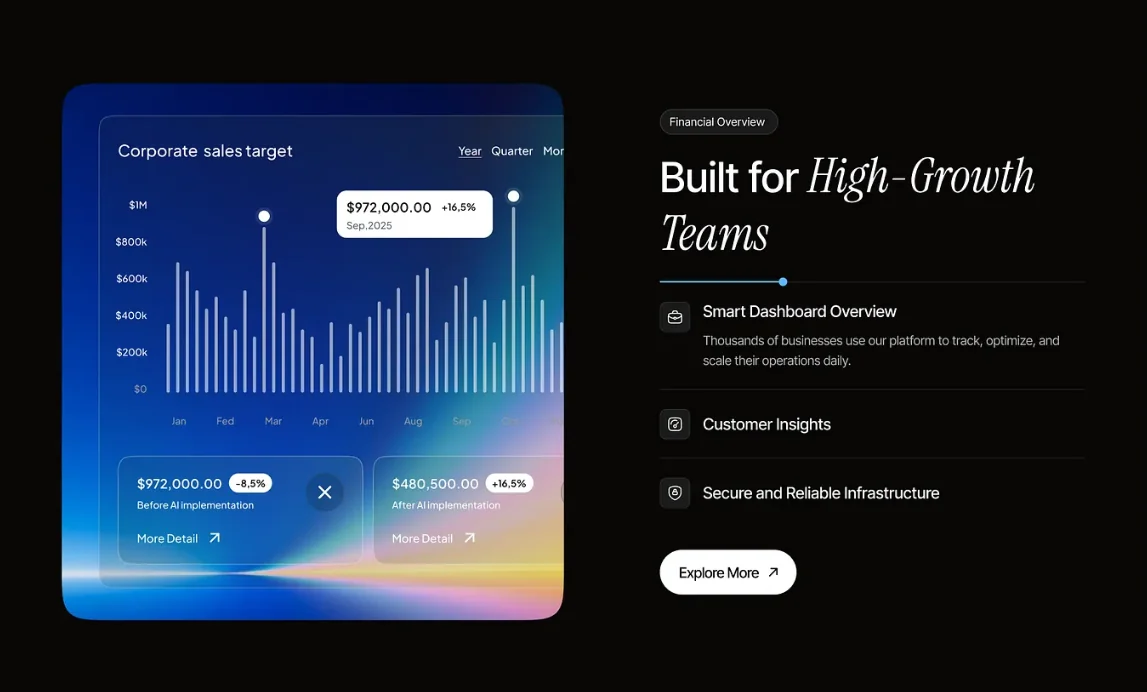 Corporate sales target
Year Quarter Mor
$1M
$800k
$600k
$400k
$200k
$0
$972,000.00 +16,5%
Sep,2025
Jan Fed Mar Apr Jun Jul Aug Sep Oct
$972,000.00 -8,5%
Before AI implementation
More Detail
$480,500.00 +16,5%
After AI implementation
More Detail
Financial Overview
Built for High-Growth
Teams
Smart Dashboard Overview
Thousands of businesses use our platform to track, optimize, and
scale their operations daily.
Customer Insights
Secure and Reliable Infrastructure
Explore More